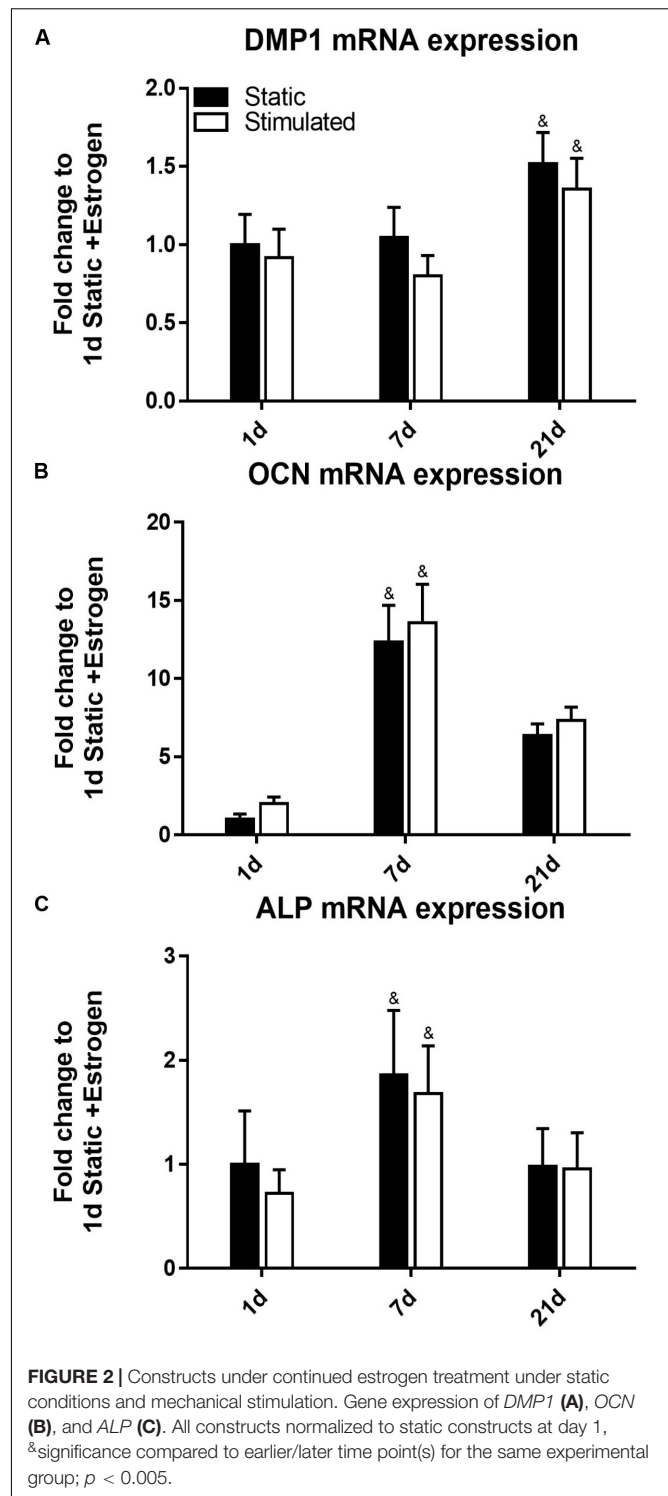 A
DMP1 mRNA expression
Static
Stimulated
Fold change to
1d Static +Estrogen
2.0
1.5
1.0
0.5
0.0
& &
1d 7d 21d
B
OCN mRNA expression
Fold change to
1d Static +Estrogen
20
15
10
5
0
& &
1d 7d 21d
C
ALP mRNA expression
Fold change to
1d Static +Estrogen
3
2
1
0
& &
1d 7d 21d
FIGURE 2 | Constructs under continued estrogen treatment under static
conditions and mechanical stimulation. Gene expression of DMP1 (A), OCN
(B), and ALP (C). All constructs normalized to static constructs at day 1,
&significance compared to earlier/later time point(s) for the same experimental
group; p < 0.005.